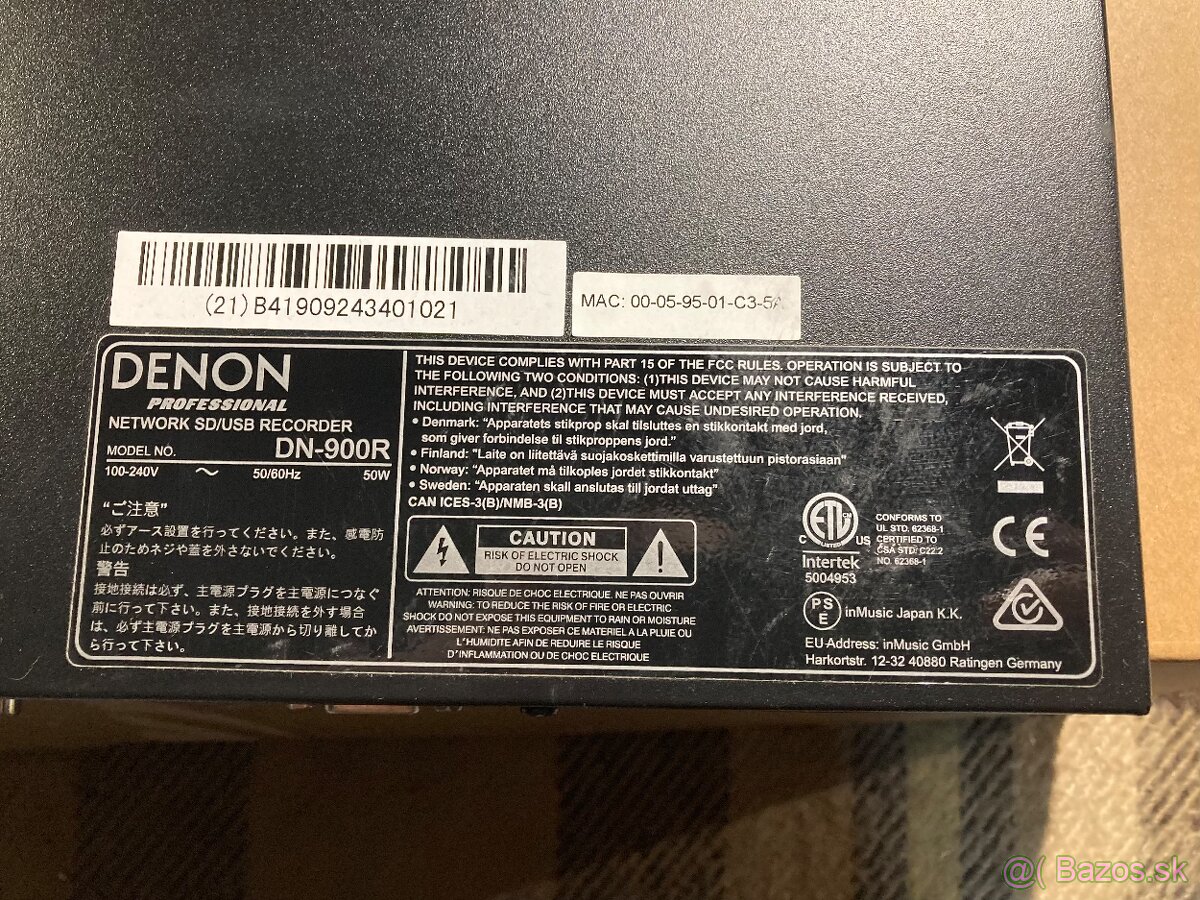 (21)B41909243401021
MAC: 00-05-95-01-C3-5A
DENON
PROFESSIONAL
NETWORK SD/USB RECORDER
MODEL NO. DN-900R
100-240V ~ 50/60Hz 50W
“ご注意”
必ずアース設置を行ってください。また、感電防
止のためネジや蓋を外さないでください。
警告
接地接続は必ず、主電源プラグを主電源につなぐ
前に行って下さい。また、接地接続を外す場合
は、必ず主電源プラグを主電源から切り離してか
ら行って下さい。
THIS DEVICE COMPLIES WITH PART 15 OF THE FCC RULES. OPERATION IS SUBJECT TO
THE FOLLOWING TWO CONDITIONS: (1)THIS DEVICE MAY NOT CAUSE HARMFUL
INTERFERENCE, AND (2)THIS DEVICE MUST ACCEPT ANY INTERFERENCE RECEIVED,
INCLUDING INTERFERENCE THAT MAY CAUSE UNDESIRED OPERATION.
• Denmark: “Apparatets stikprop skal tilsluttes en stikkontakt med jord,
som giver forbindelse til stikproppens jord.”
• Finland: "Laite on liitettävä suojakoskettimilla varustettuun pistorasiaan"
• Norway: “Apparatet må tilkoples jordet stikkontakt”
• Sweden: “Apparaten skall anslutas till jordat uttag”
CAN ICES-3(B)/NMB-3(B)
CAUTION
RISK OF ELECTRIC SHOCK
DO NOT OPEN
ATTENTION: RISQUE DE CHOC ELECTRIQUE. NE PAS OUVRIR
WARNING: TO REDUCE THE RISK OF FIRE OR ELECTRIC
SHOCK DO NOT EXPOSE THIS EQUIPMENT TO RAIN OR MOISTURE
AVERTISSEMENT: NE PAS EXPOSER CE MATERIEL A LA PLUIE OU
L'HUMIDITE AFIN DE REDUIRE LE RISQUE
D'INFLAMMATION OU DE CHOC ELECTRIQUE
ETL CM
LISTED
C US
Intertek
5004953
CONFORMS TO
UL STD. 62368-1
CERTIFIED TO
CSA STD. C22.2
NO. 62368-1
CE
PS
E
inMusic Japan K.K.
EU-Address: inMusic GmbH
Harkortstr. 12-32 40880 Ratingen Germany
@( Bazos.sk